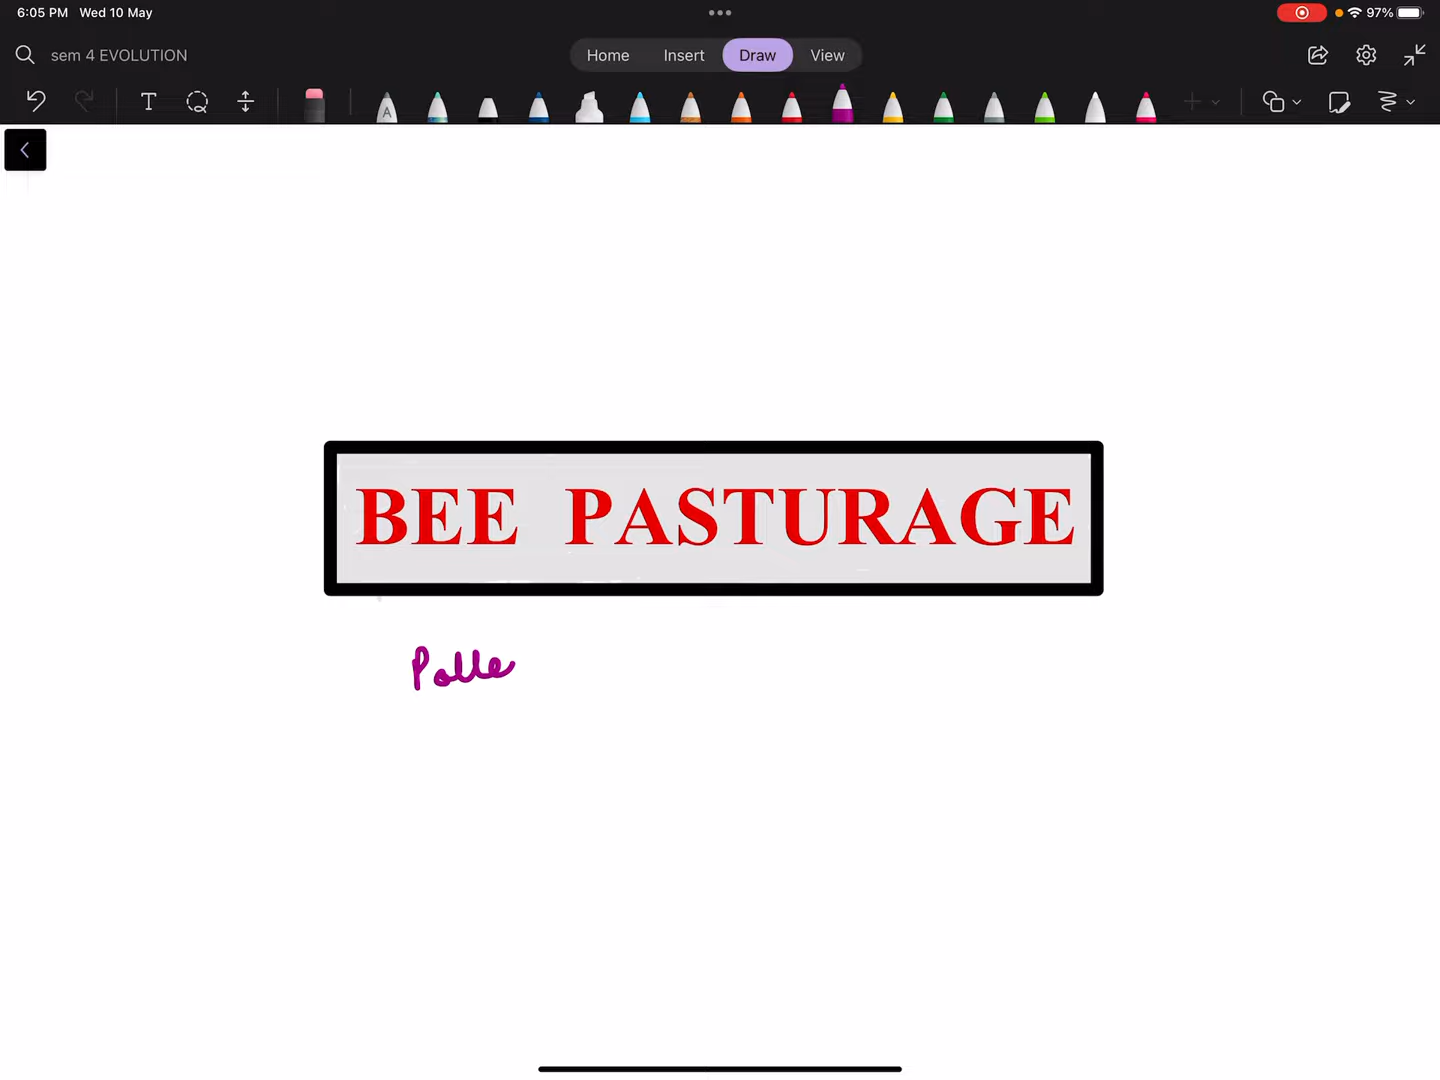 6:05 PM Wed 10 May
97%
sem 4 EVOLUTION
Home Insert Draw View
T
A
BEE PASTURAGE
Polle